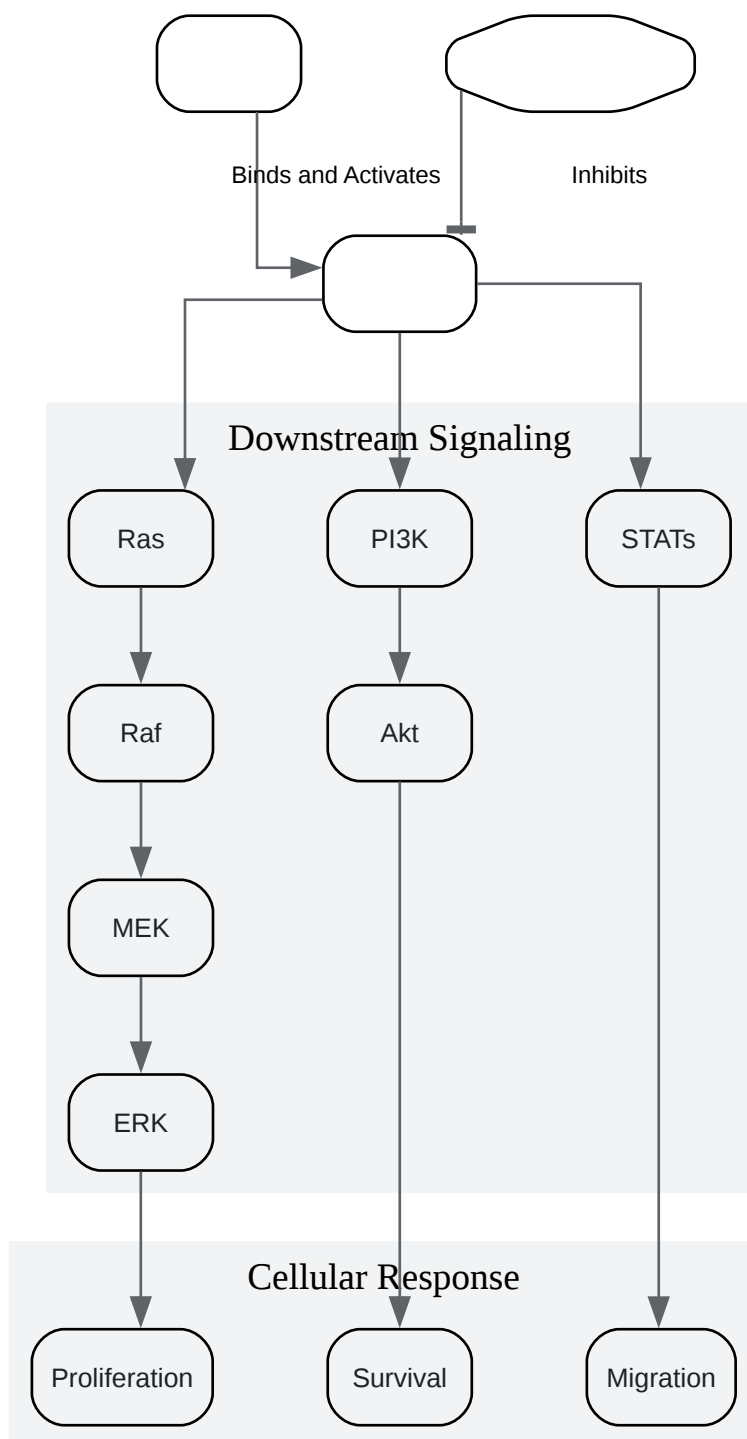 Binds and Activates
Inhibits
Downstream Signaling
Ras
PI3K
STATs
Raf
Akt
MEK
ERK
Cellular Response
Proliferation
Survival
Migration